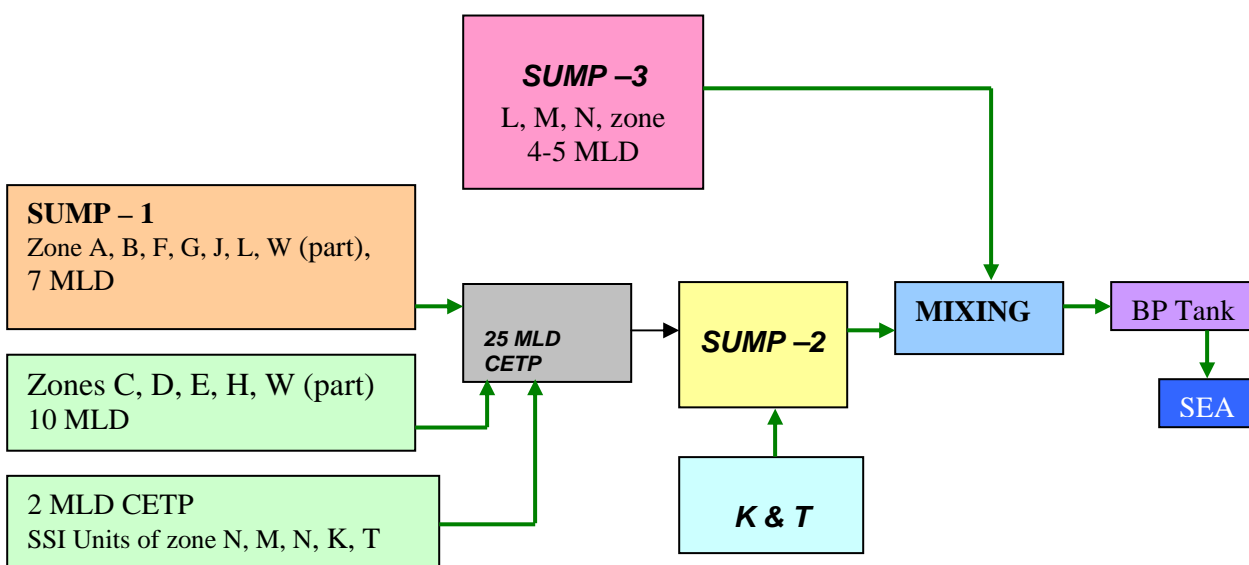 SUMP –3
L, M, N, zone
4-5 MLD
SUMP – 1
Zone A, B, F, G, J, L, W (part),
7 MLD
25 MLD
CETP
SUMP –2
MIXING
BP Tank
SEA
Zones C, D, E, H, W (part)
10 MLD
2 MLD CETP
SSI Units of zone N, M, N, K, T
K & T